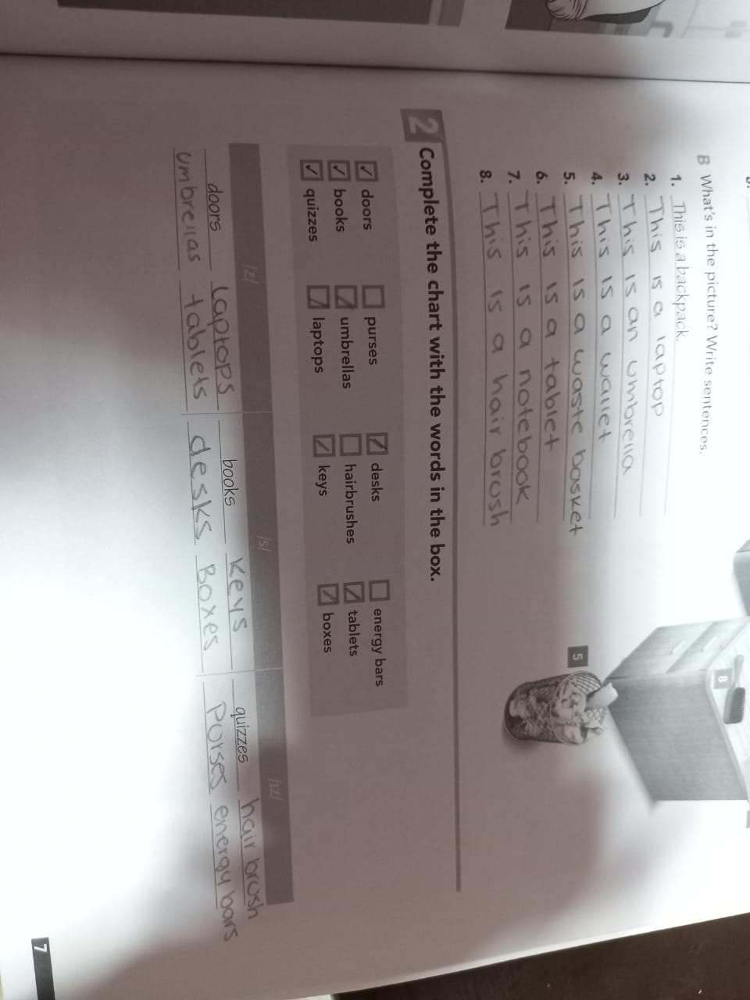 B What's in the picture? Write sentences.
1. This is a backpack.
2. This is a laptop
3. This is an umbrella
4. This is a wallet
5. This is a waste basket
6. This is a tablet
7. This is a notebook
8. This is a hair brush
5
8
2 Complete the chart with the words in the box.
doors purses desks energy bars
books umbrellas hairbrushes tablets
quizzes laptops keys boxes
/z/ /s/ /ɪz/
doors laptops books keys quizzes hair brush
umbrellas tablets desks Boxes Porses energy bars
7